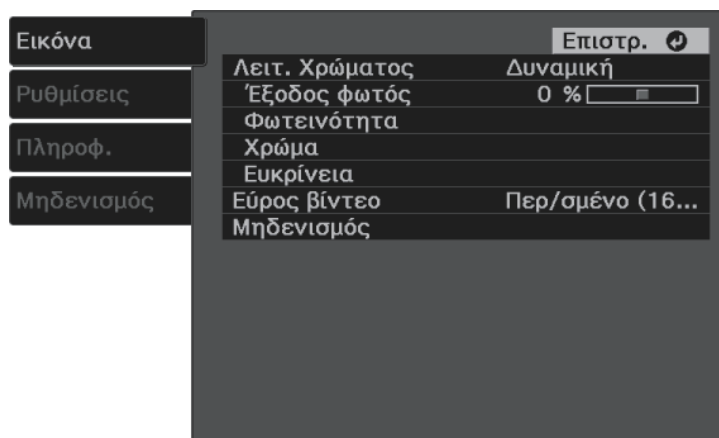 Εικόνα
Ρυθμίσεις
Πληροφ.
Μηδενισμός
Επιστρ.
Λειτ. Χρώματος Δυναμική
Έξοδος φωτός 0 %
Φωτεινότητα
Χρώμα
Ευκρίνεια
Εύρος βίντεο Περ/σμένο (16...
Μηδενισμός